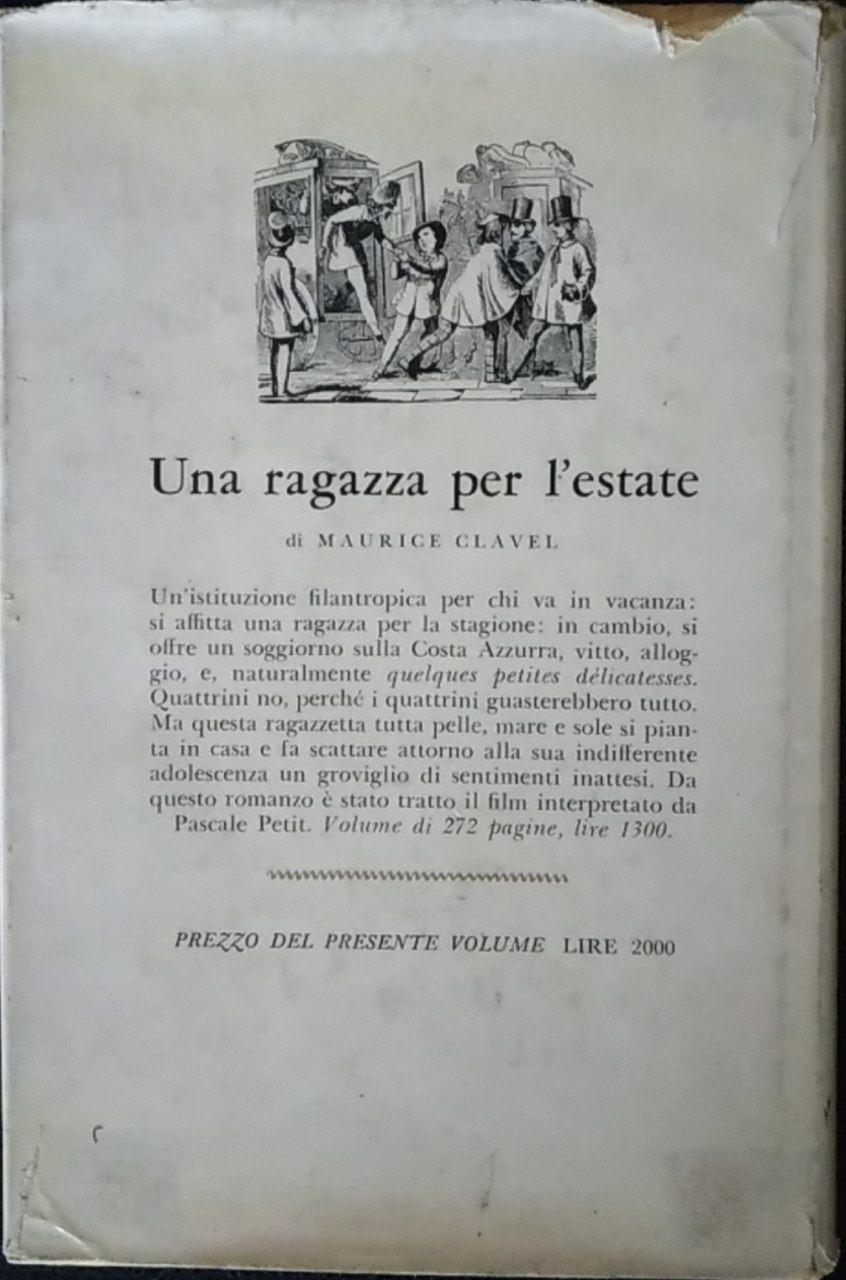 Una ragazza per l'estate
di MAURICE CLAVEL
Un'istituzione filantropica per chi va in vacanza:
si affitta una ragazza per la stagione: in cambio, si
offre un soggiorno sulla Costa Azzurra, vitto, allog-
gio, e, naturalmente quelques petites délicatesses.
Quattrini no, perché i quattrini guasterebbero tutto.
Ma questa ragazzetta tutta pelle, mare e sole si pian-
ta in casa e fa scattare attorno alla sua indifferente
adolescenza un groviglio di sentimenti inattesi. Da
questo romanzo è stato tratto il film interpretato da
Pascale Petit. Volume di 272 pagine, lire 1300.
PREZZO DEL PRESENTE VOLUME LIRE 2000